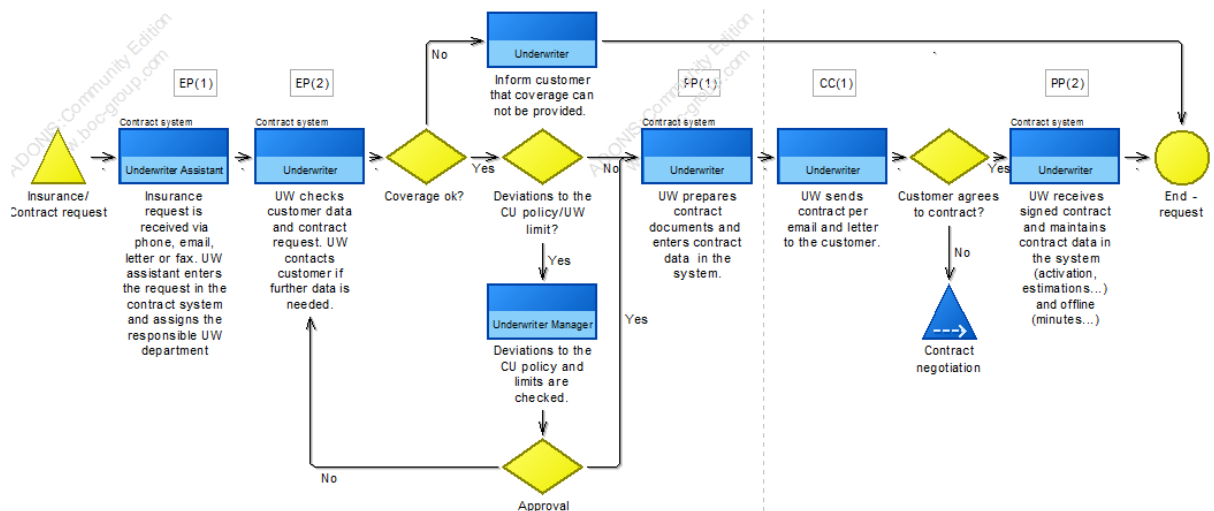 ADONIS:Community Edition
www.boc-group.com
ADONIS:Community Edition
www.boc-group.com
No
Underwriter
Inform customer
that coverage can
not be provided.
EP(1)
EP(2)
PP(1)
CC(1)
PP(2)
Insurance/
Contract request
Contract system
Underwriter Assistant
Insurance
request is
received via
phone, email,
letter or fax. UW
assistant enters
the request in the
contract system
and assigns the
responsible UW
department
Contract system
Underwriter
UW checks
customer data
and contract
request. UW
contacts
customer if
further data is
needed.
Coverage ok?
Yes
Deviations to the
CU policy/UW
limit?
No
Yes
Underwriter Manager
Deviations to the
CU policy and
limits are
checked.
Yes
No
Approval
Contract system
Underwriter
UW prepares
contract
documents and
enters contract
data in the
system.
Contract system
Underwriter
UW sends
contract per
email and letter
to the customer.
Customer agrees
to contract?
Yes
No
Contract
negotiation
Contract system
Underwriter
UW receives
signed contract
and maintains
contract data in
the system
(activation,
estimations...)
and offline
(minutes...)
End -
request